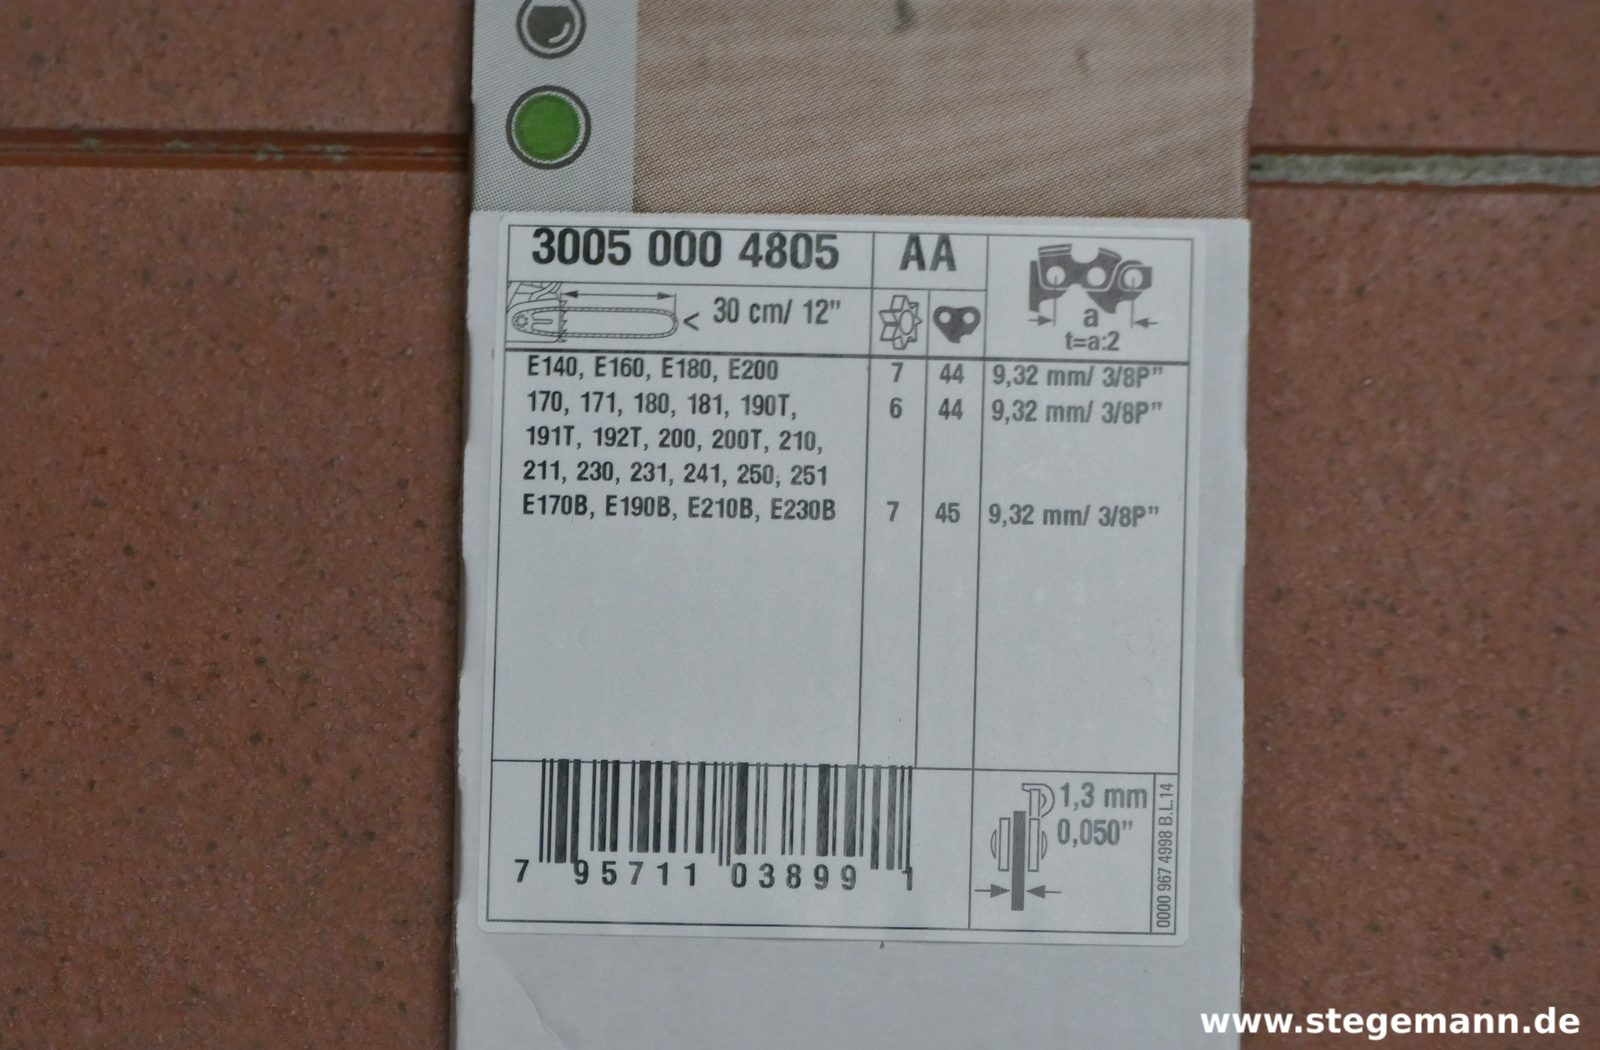 3005 000 4805 AA
< 30 cm/ 12"
a
t=a:2
E140, E160, E180, E200 7 44 9,32 mm/ 3/8P"
170, 171, 180, 181, 190T, 6 44 9,32 mm/ 3/8P"
191T, 192T, 200, 200T, 210,
211, 230, 231, 241, 250, 251
E170B, E190B, E210B, E230B 7 45 9,32 mm/ 3/8P"
7 95711 03899 1
1,3 mm
0,050"
0000 967 4998 B.L.14
www.stegemann.de